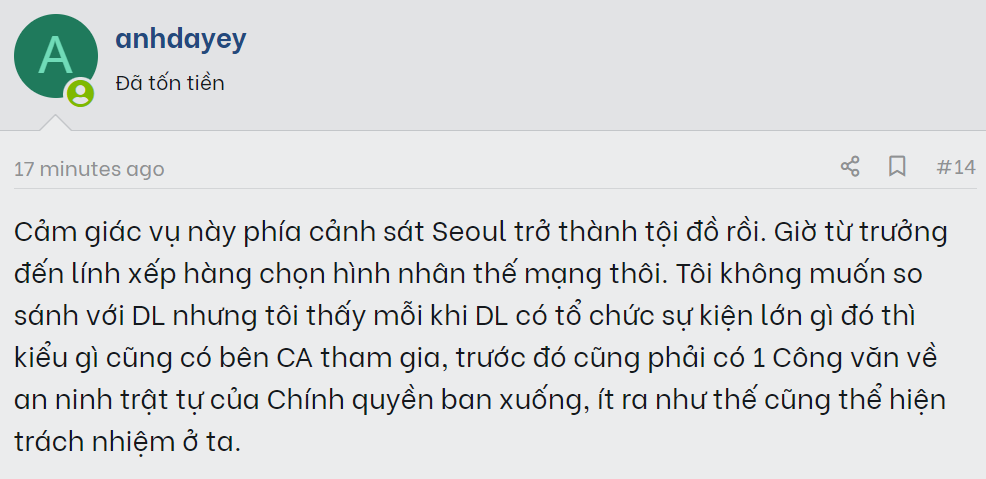 A
anhdayey
Đã tốn tiền
17 minutes ago
#14
Cảm giác vụ này phía cảnh sát Seoul trở thành tội đồ rồi. Giờ từ trưởng
đến lính xếp hàng chọn hình nhân thế mạng thôi. Tôi không muốn so
sánh với DL nhưng tôi thấy mỗi khi DL có tổ chức sự kiện lớn gì đó thì
kiểu gì cũng có bên CA tham gia, trước đó cũng phải có 1 Công văn về
an ninh trật tự của Chính quyền ban xuống, ít ra như thế cũng thể hiện
trách nhiệm ở ta.